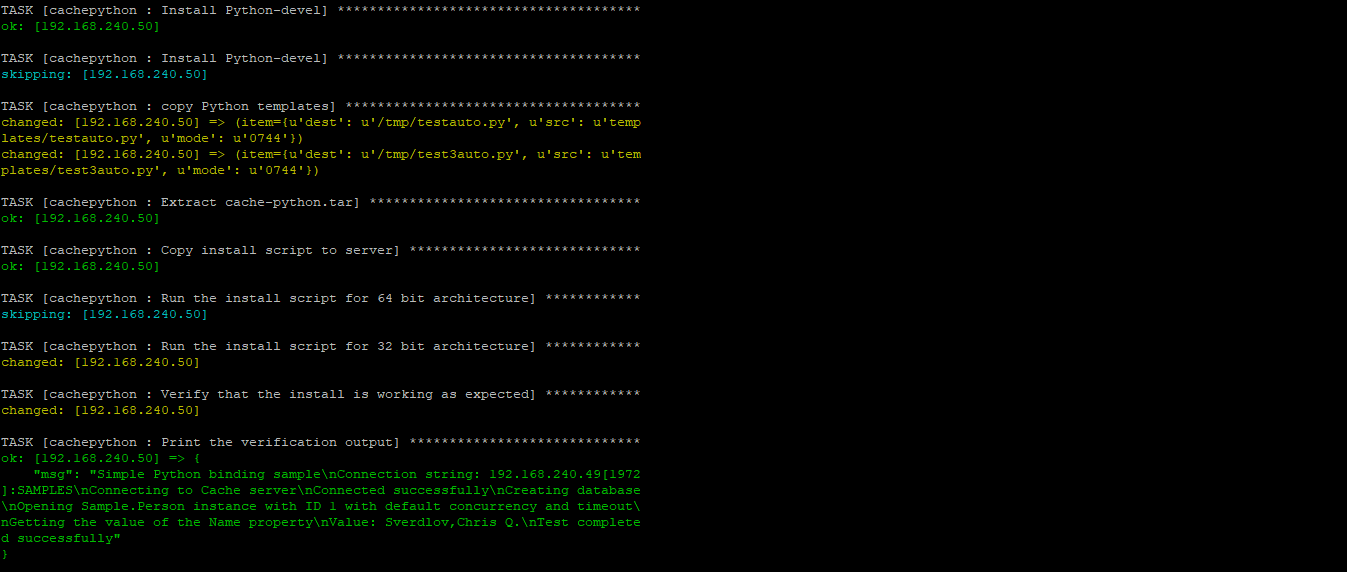 TASK [cachepython : Install Python-devel] **************************************
ok: [192.168.240.50]
TASK [cachepython : Install Python-devel] **************************************
skipping: [192.168.240.50]
TASK [cachepython : copy Python templates] *************************************
changed: [192.168.240.50] => (item={u'dest': u'/tmp/testauto.py', u'src': u'temp
lates/testauto.py', u'mode': u'0744'})
changed: [192.168.240.50] => (item={u'dest': u'/tmp/test3auto.py', u'src': u'tem
plates/test3auto.py', u'mode': u'0744'})
TASK [cachepython : Extract cache-python.tar] **********************************
ok: [192.168.240.50]
TASK [cachepython : Copy install script to server] *****************************
ok: [192.168.240.50]
TASK [cachepython : Run the install script for 64 bit architecture] ************
skipping: [192.168.240.50]
TASK [cachepython : Run the install script for 32 bit architecture] ************
changed: [192.168.240.50]
TASK [cachepython : Verify that the install is working as expected] ************
changed: [192.168.240.50]
TASK [cachepython : Print the verification output] *****************************
ok: [192.168.240.50] => {
    "msg": "Simple Python binding sample\nConnection string: 192.168.240.49[1972
]:SAMPLES\nConnecting to Cache server\nConnected successfully\nCreating database
\nOpening Sample.Person instance with ID 1 with default concurrency and timeout\
nGetting the value of the Name property\nValue: Sverdlov,Chris Q.\nTest complete
d successfully"
}